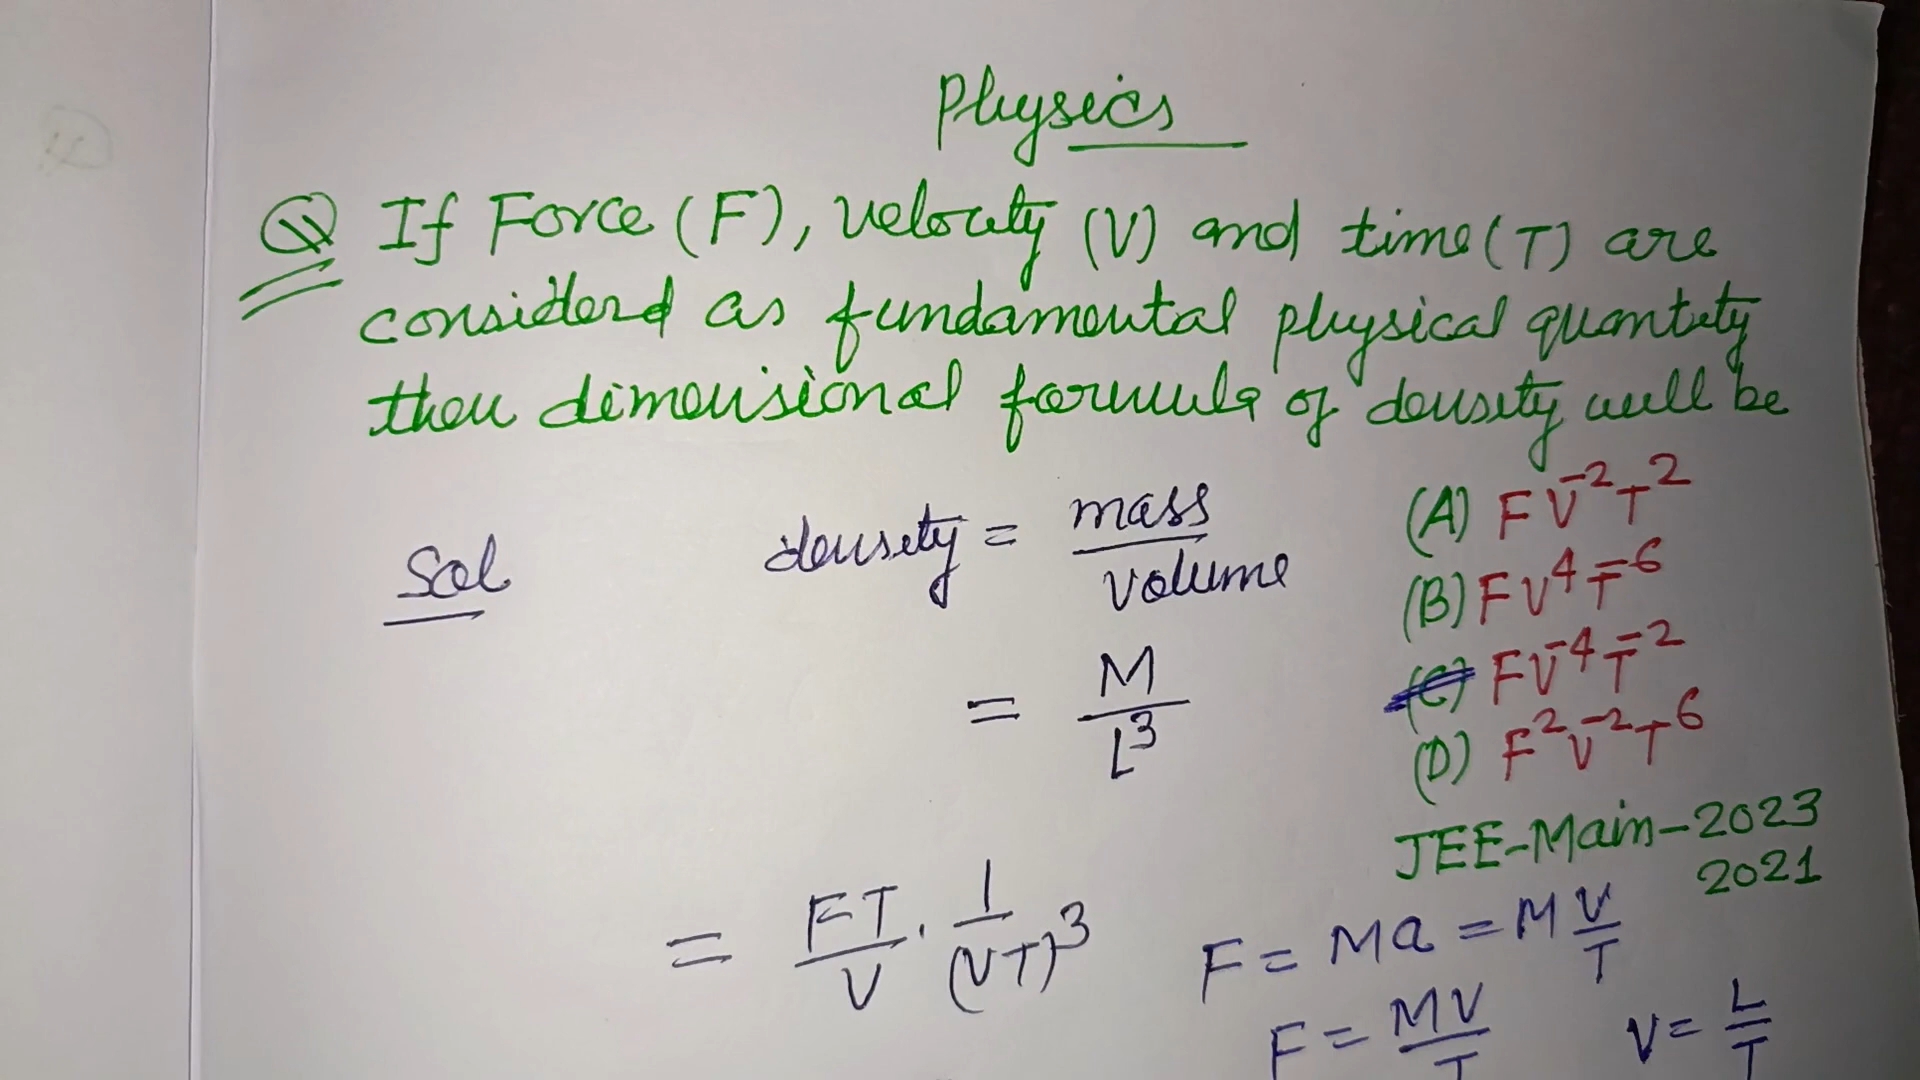 Physics
Q If Force (F), velocity (V) and time (T) are
considerd as fundamental physical quantity
then dimensional formula of density will be
Sol
density = mass / volume
= M / L³
(A) F V⁻² T²
(B) F V⁴ T⁻⁶
(C) F V⁻⁴ T⁻²
(D) F² V⁻² T⁶
JEE-Main-2023
2021
= FT / V · 1 / (VT)³
F = Ma = M V / T
F = MV / T
V = L / T